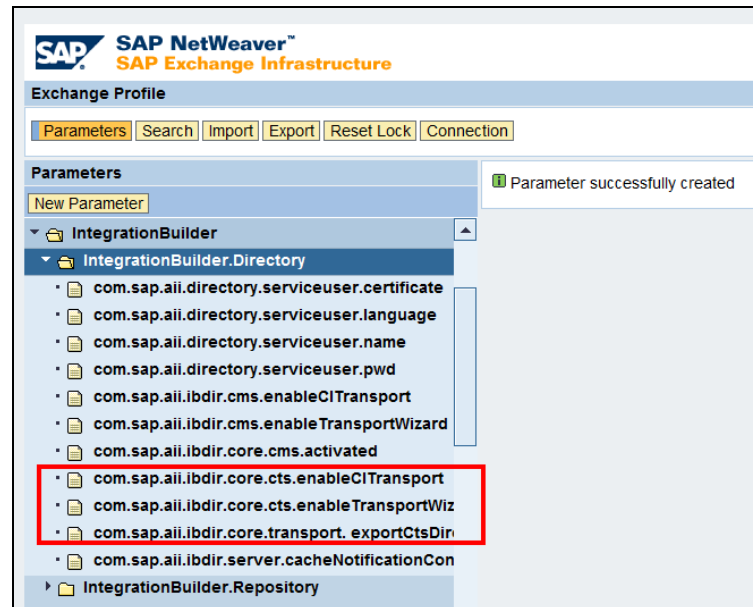 SAP
SAP NetWeaver™
SAP Exchange Infrastructure
Exchange Profile
Parameters Search Import Export Reset Lock Connection
Parameters
New Parameter
Parameter successfully created
IntegrationBuilder
IntegrationBuilder.Directory
com.sap.aii.directory.serviceuser.certificate
com.sap.aii.directory.serviceuser.language
com.sap.aii.directory.serviceuser.name
com.sap.aii.directory.serviceuser.pwd
com.sap.aii.ibdir.cms.enableClTransport
com.sap.aii.ibdir.cms.enableTransportWizard
com.sap.aii.ibdir.core.cms.activated
com.sap.aii.ibdir.core.cts.enableClTransport
com.sap.aii.ibdir.core.cts.enableTransportWiz
com.sap.aii.ibdir.core.transport. exportCtsDir
com.sap.aii.ibdir.server.cacheNotificationCon
IntegrationBuilder.Repository